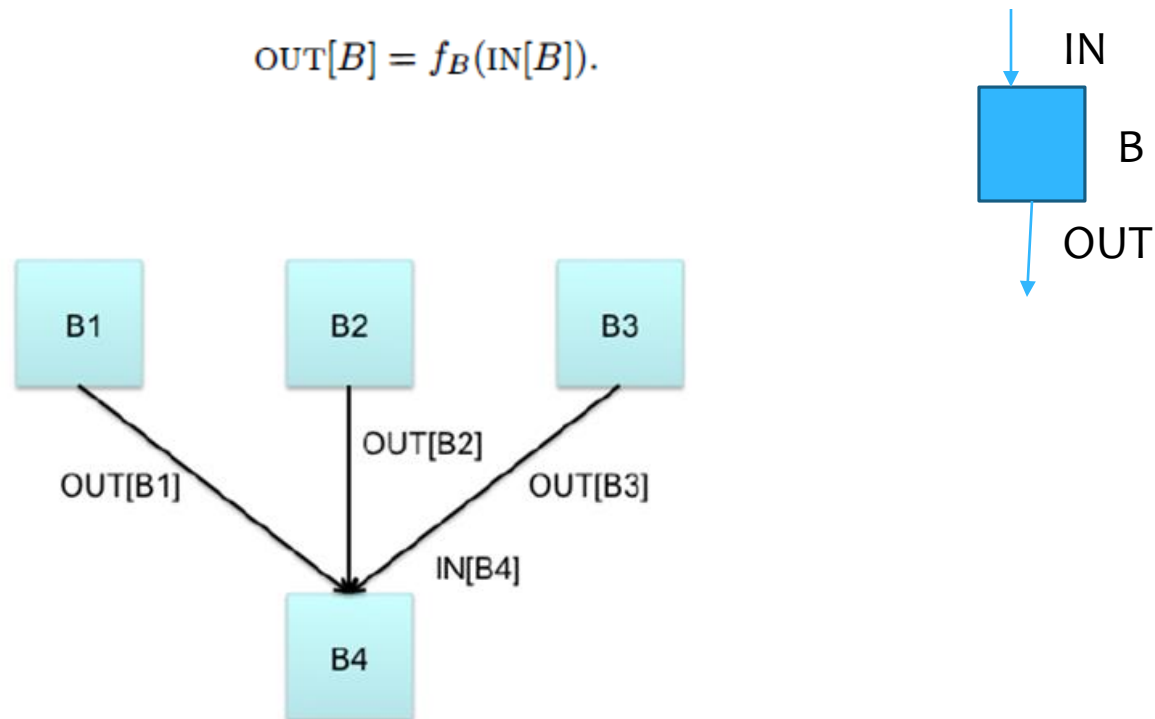 OUT[B] = f_B(IN[B]).
IN
B
OUT
B1
B2
B3
OUT[B2]
OUT[B1]
OUT[B3]
IN[B4]
B4